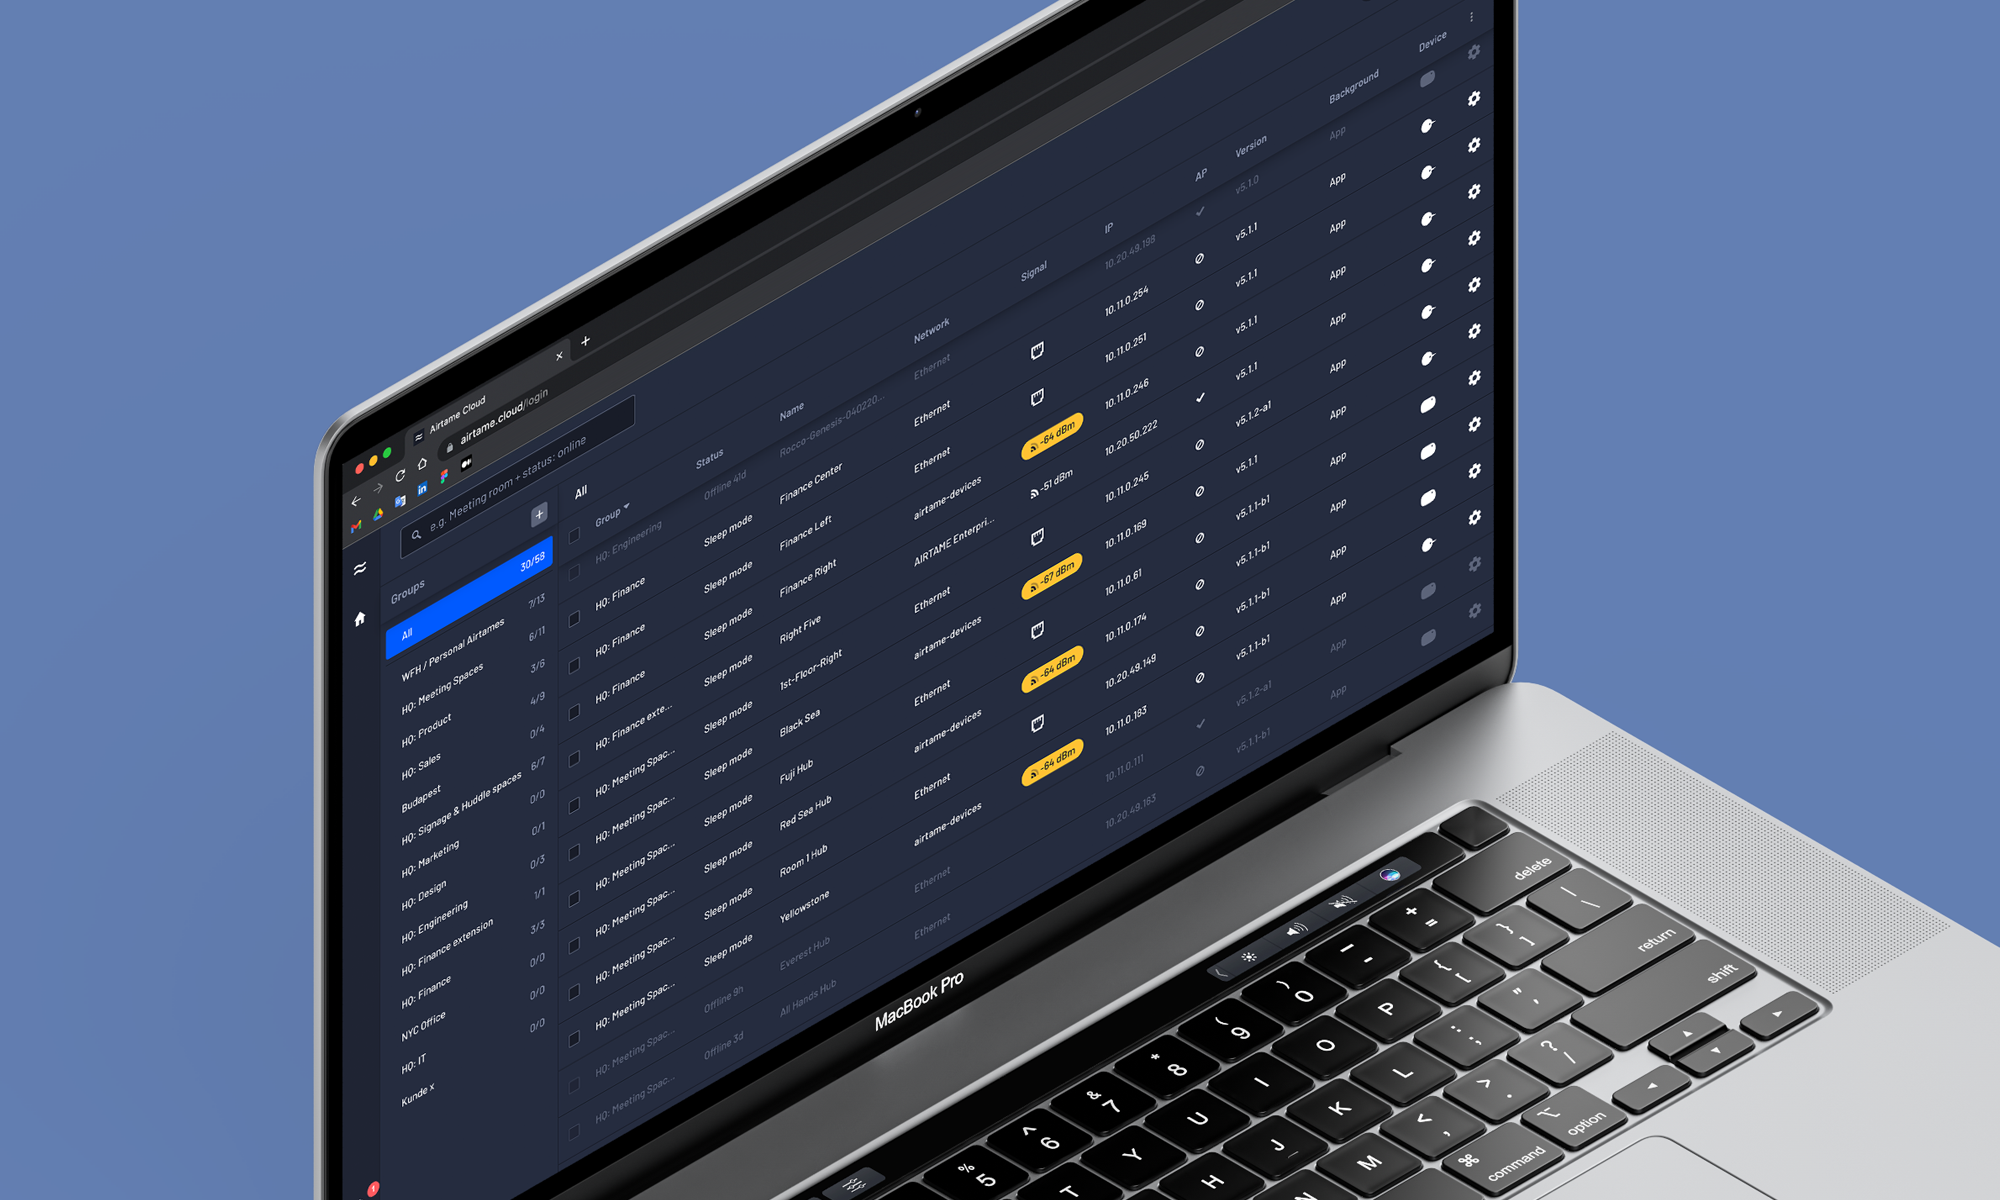 Airtame Cloud
airtame.cloud/login
e.g. Meeting room + status: online
Groups
All 30/58
WFH / Personal Airtames 7/13
HQ: Meeting Spaces 6/11
HQ: Product 3/6
HQ: Sales 4/9
Budapest 0/4
HQ: Signage & Huddle spaces 6/7
HQ: Marketing 0/0
HQ: Design 0/1
HQ: Engineering 0/3
HQ: Finance extension 1/1
HQ: Finance 3/3
NYC Office 0/0
HQ: IT 0/0
Kunde x 0/0
1
All
Group Status Name Network Signal IP AP Version Background Device
HQ: Engineering Offline 41d Rocco-Genesis-040220... Ethernet 10.20.49.198 v5.1.0 App
HQ: Finance Sleep mode Finance Center Ethernet 10.11.0.254 v5.1.1 App
HQ: Finance Sleep mode Finance Left Ethernet 10.11.0.251 v5.1.1 App
HQ: Finance Sleep mode Finance Right airtame-devices -64 dBm 10.11.0.246 v5.1.1 App
HQ: Finance exte... Sleep mode Right Five AIRTAME Enterpri... -51 dBm 10.20.50.222 v5.1.1 App
HQ: Meeting Spac... Sleep mode 1st-Floor-Right Ethernet 10.11.0.245 v5.1.2-a1 App
HQ: Meeting Spac... Sleep mode Black Sea airtame-devices -67 dBm 10.11.0.169 v5.1.1 App
HQ: Meeting Spac... Sleep mode Fuji Hub Ethernet 10.11.0.61 v5.1.1-b1 App
HQ: Meeting Spac... Sleep mode Red Sea Hub airtame-devices -64 dBm 10.11.0.174 v5.1.1-b1 App
HQ: Meeting Spac... Sleep mode Room 1 Hub Ethernet 10.20.49.149 v5.1.1-b1 App
HQ: Meeting Spac... Sleep mode Yellowstone airtame-devices -64 dBm 10.11.0.183 v5.1.1-b1 App
HQ: Meeting Spac... Offline 9h Everest Hub Ethernet 10.11.0.111 v5.1.2-a1 App
HQ: Meeting Spac... Offline 3d All Hands Hub Ethernet 10.20.49.163 v5.1.1-b1 App
MacBook Pro
% 5 ^ 6 & 7 * 8 ( 9 ) 0 – - + = delete
T Y U I O P { [ } ] | \
H J K L : ; " ' return
N M < , > . ? / shift
⌘ command ⌥ option